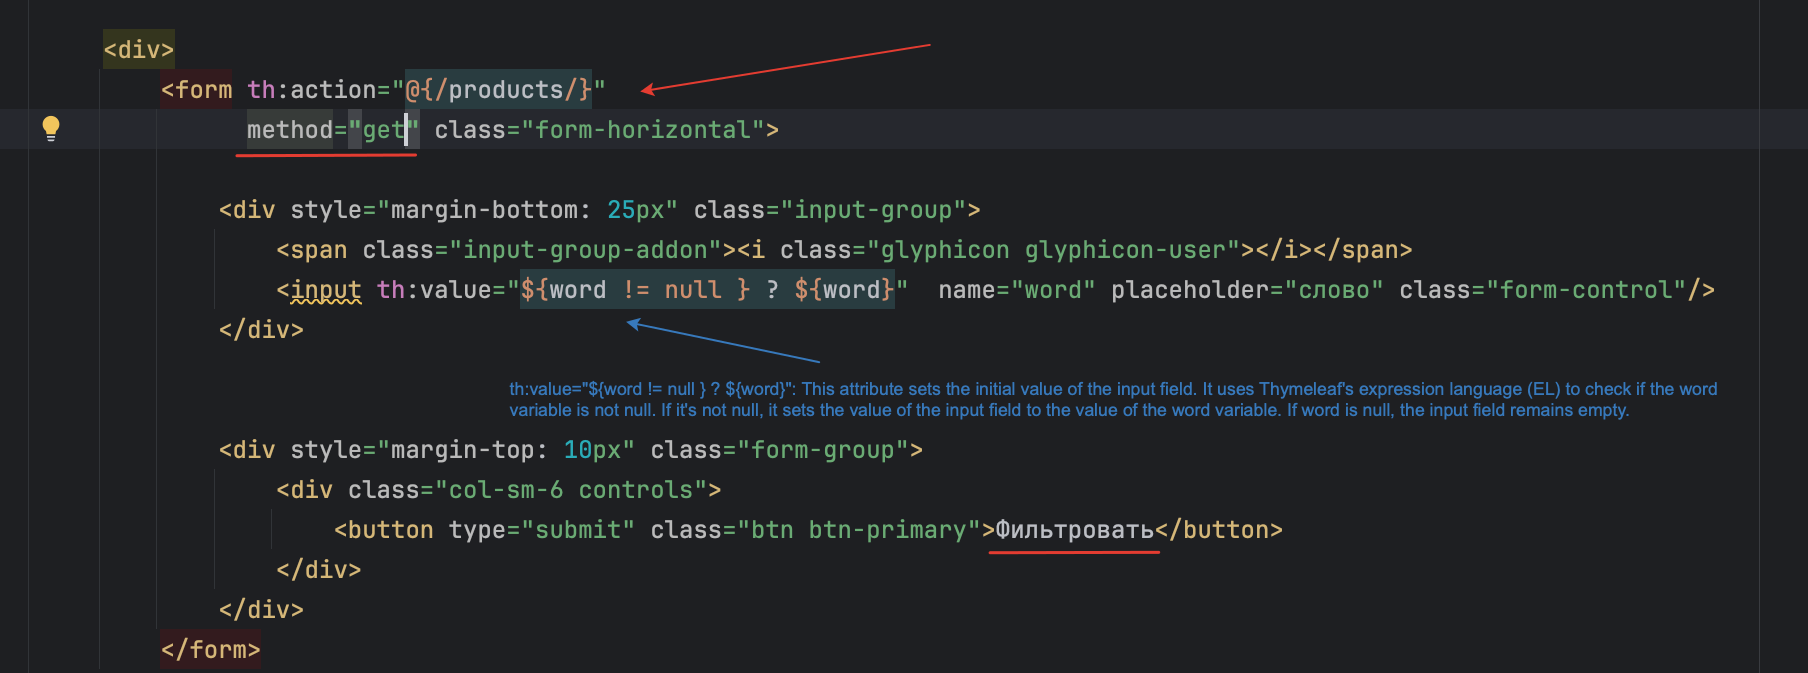 <div>
<form th:action="@{/products/}"
method="get" class="form-horizontal">
<div style="margin-bottom: 25px" class="input-group">
<span class="input-group-addon"><i class="glyphicon glyphicon-user"></i></span>
<input th:value="${word != null } ? ${word}"  name="word" placeholder="слово" class="form-control"/>
</div>
th:value="${word != null } ? ${word}": This attribute sets the initial value of the input field. It uses Thymeleaf's expression language (EL) to check if the word
variable is not null. If it's not null, it sets the value of the input field to the value of the word variable. If word is null, the input field remains empty.
<div style="margin-top: 10px" class="form-group">
<div class="col-sm-6 controls">
<button type="submit" class="btn btn-primary">Фильтровать</button>
</div>
</div>
</form>